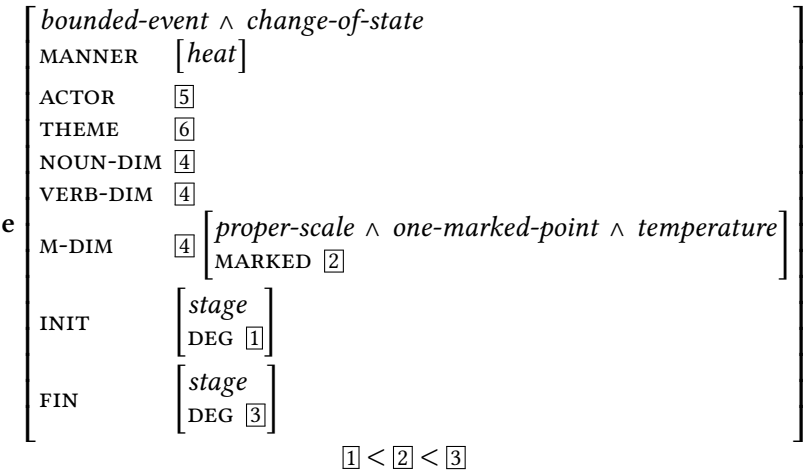 bounded-event ∧ change-of-state
MANNER [heat]
ACTOR 5
THEME 6
NOUN-DIM 4
VERB-DIM 4
e
M-DIM 4 [proper-scale ∧ one-marked-point ∧ temperature
MARKED 2]
INIT [stage
DEG 1]
FIN [stage
DEG 3]
1 < 2 < 3